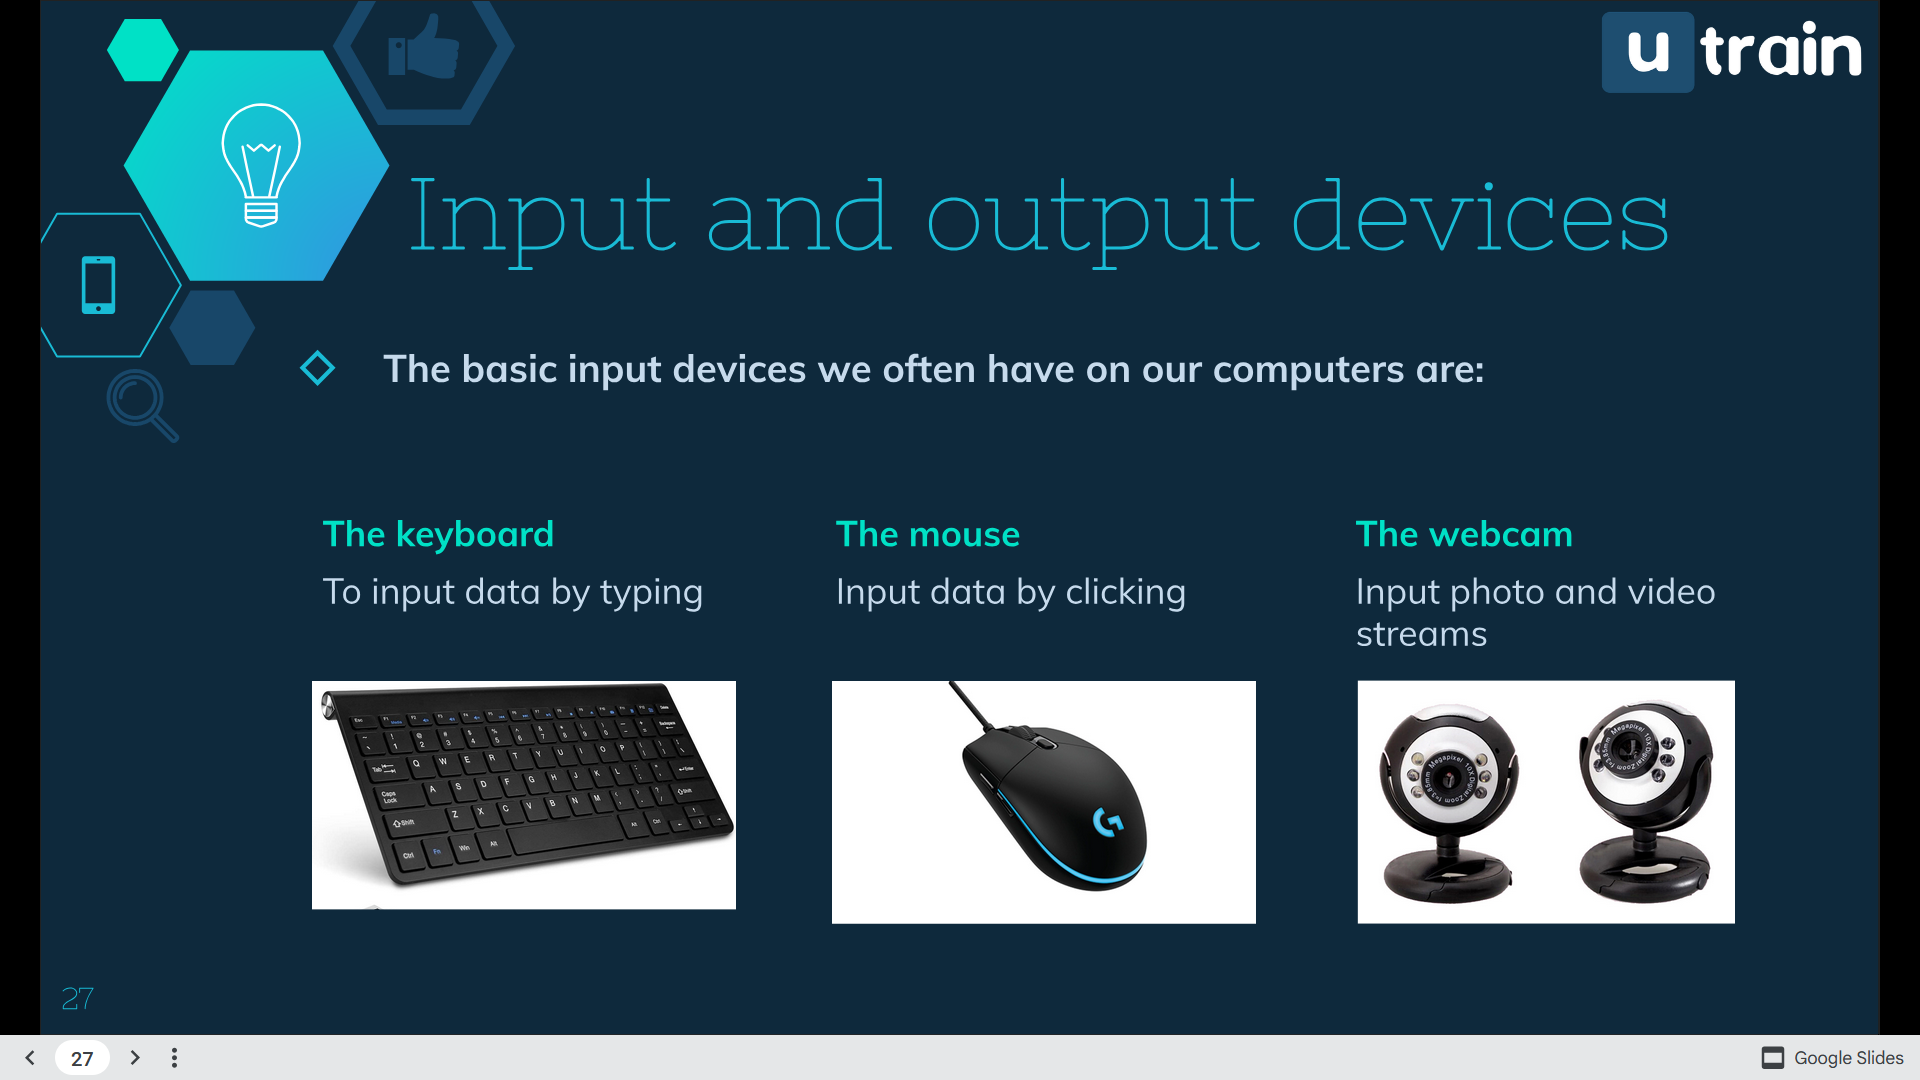 u train
Input and output devices
The basic input devices we often have on our computers are:
The keyboard
To input data by typing
The mouse
Input data by clicking
The webcam
Input photo and video
streams
27
27
Google Slides